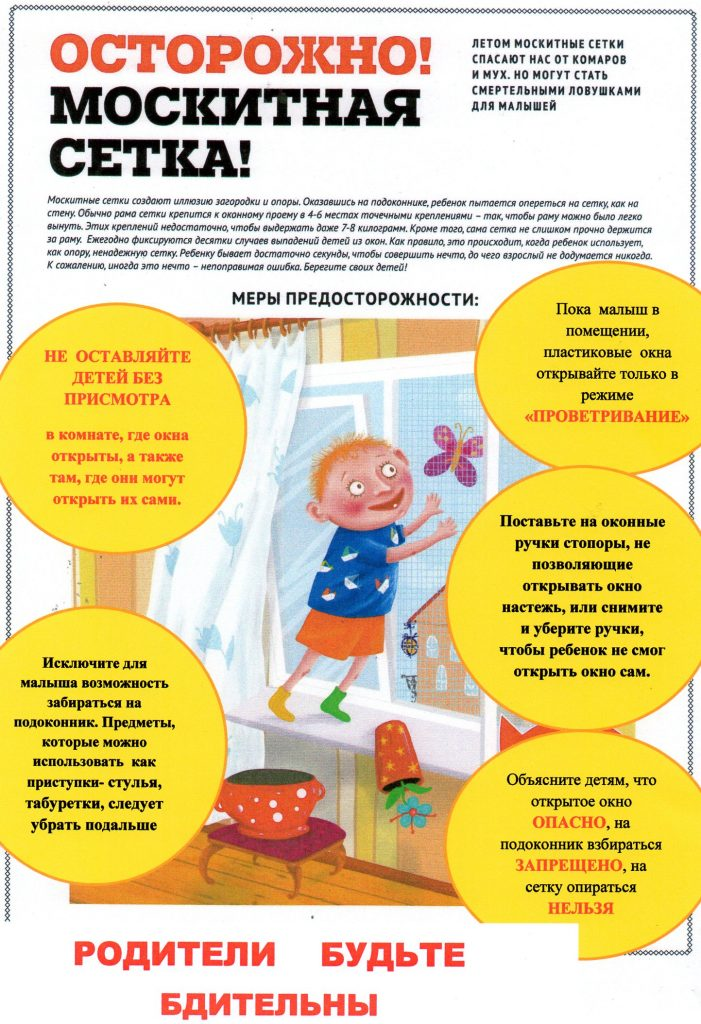 ОСТОРОЖНО!
МОСКИТНАЯ
СЕТКА!
ЛЕТОМ МОСКИТНЫЕ СЕТКИ
СПАСАЮТ НАС ОТ КОМАРОВ
И МУХ. НО МОГУТ СТАТЬ
СМЕРТЕЛЬНЫМИ ЛОВУШКАМИ
ДЛЯ МАЛЫШЕЙ
Москитные сетки создают иллюзию загородки и опоры. Оказавшись на подоконнике, ребенок пытается опереться на сетку, как на
стену. Обычно рама сетки крепится к оконному проему в 4-6 местах точечными креплениями – так, чтобы раму можно было легко
вынуть. Этих креплений недостаточно, чтобы выдержать даже 7-8 килограмм. Кроме того, сама сетка не слишком прочно держится
за раму. Ежегодно фиксируются десятки случаев выпадений детей из окон. Как правило, это происходит, когда ребенок использует,
как опору, ненадежную сетку. Ребенку бывает достаточно секунды, чтобы совершить нечто, до чего взрослый не додумается никогда.
К сожалению, иногда это нечто – непоправимая ошибка. Берегите своих детей!
МЕРЫ ПРЕДОСТОРОЖНОСТИ:
НЕ ОСТАВЛЯЙТЕ
ДЕТЕЙ БЕЗ
ПРИСМОТРА
в комнате, где окна
открыты, а также
там, где они могут
открыть их сами.
Пока малыш в
помещении,
пластиковые окна
открывайте только в
режиме
«ПРОВЕТРИВАНИЕ»
Поставьте на оконные
ручки стопоры, не
позволяющие
открывать окно
настежь, или снимите
и уберите ручки,
чтобы ребенок не смог
открыть окно сам.
Исключите для
малыша возможность
забираться на
подоконник. Предметы,
которые можно
использовать как
приступки- стулья,
табуретки, следует
убрать подальше
Объясните детям, что
открытое окно
ОПАСНО, на
подоконник взбираться
ЗАПРЕЩЕНО, на
сетку опираться
НЕЛЬЗЯ
РОДИТЕЛИ БУДЬТЕ
БДИТЕЛЬНЫ